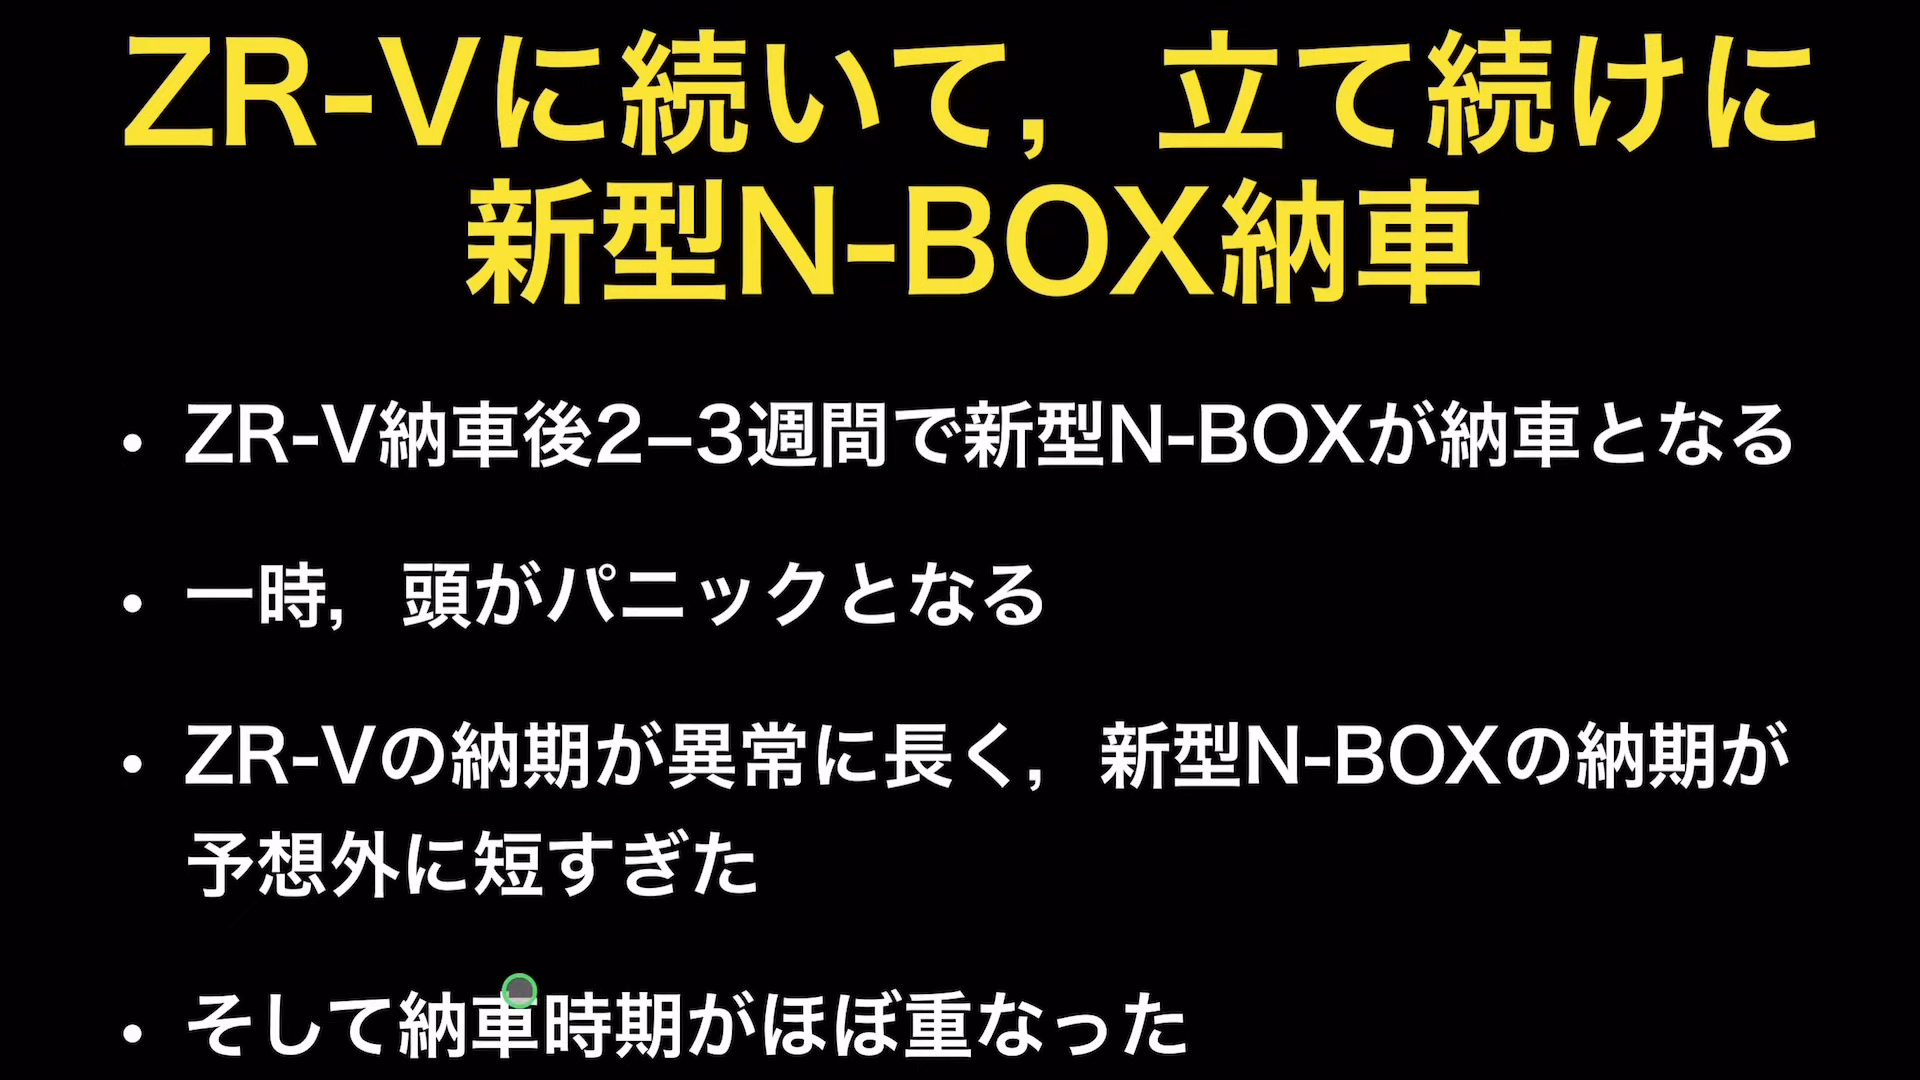 ZR-Vに続いて，立て続けに
新型N-BOX納車
• ZR-V納車後2–3週間で新型N-BOXが納車となる
• 一時，頭がパニックとなる
• ZR-Vの納期が異常に長く，新型N-BOXの納期が
予想外に短すぎた
• そして納車時期がほぼ重なった